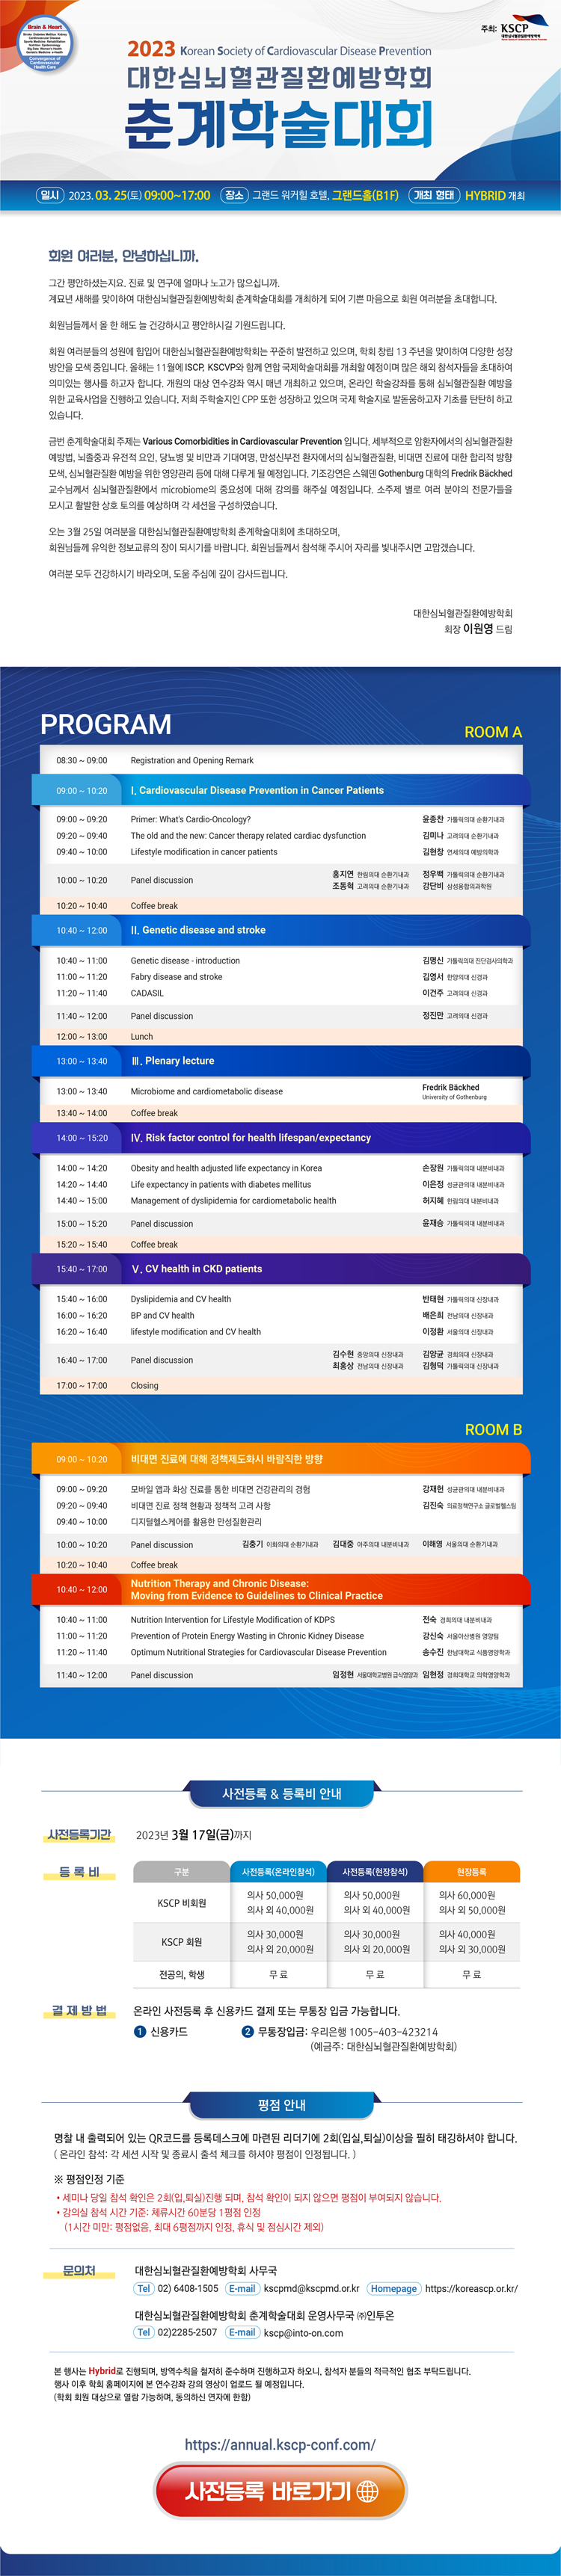 Brain & Heart
Convergence of
Cardiovascular
Health Care
주최: KSCP
대한심뇌혈관질환예방학회
2023 Korean Society of Cardiovascular Disease Prevention
대한심뇌혈관질환예방학회
춘계학술대회
일시 2023. 03. 25(토) 09:00~17:00 장소 그랜드 워커힐 호텔, 그랜드홀(B1F) 개최 형태 HYBRID 개최
회원 여러분, 안녕하십니까.
그간 평안하셨는지요. 진료 및 연구에 얼마나 노고가 많으십니까.
계묘년 새해를 맞이하여 대한심뇌혈관질환예방학회 춘계학술대회를 개최하게 되어 기쁜 마음으로 회원 여러분을 초대합니다.
회원님들께서 올 한 해도 늘 건강하시고 평안하시길 기원드립니다.
회원 여러분들의 성원에 힘입어 대한심뇌혈관질환예방학회는 꾸준히 발전하고 있으며, 학회 창립 13 주년을 맞이하여 다양한 성장
방안을 모색 중입니다. 올해는 11월에 ISCP, KSCVP와 함께 연합 국제학술대회를 개최할 예정이며 많은 해외 참석자들을 초대하여
의미있는 행사를 하고자 합니다. 개원의 대상 연수강좌 역시 매년 개최하고 있으며, 온라인 학술강좌를 통해 심뇌혈관질환 예방을
위한 교육사업을 진행하고 있습니다. 저희 주학술지인 CPP 또한 성장하고 있으며 국제 학술지로 발돋움하고자 기초를 탄탄히 하고
있습니다.
금번 춘계학술대회 주제는 Various Comorbidities in Cardiovascular Prevention 입니다. 세부적으로 암환자에서의 심뇌혈관질환
예방법, 뇌졸중과 유전적 요인, 당뇨병 및 비만과 기대여명, 만성신부전 환자에서의 심뇌혈관질환, 비대면 진료에 대한 합리적 방향
모색, 심뇌혈관질환 예방을 위한 영양관리 등에 대해 다루게 될 예정입니다. 기조강연은 스웨덴 Gothenburg 대학의 Fredrik Bäckhed
교수님께서 심뇌혈관질환에서 microbiome의 중요성에 대해 강의를 해주실 예정입니다. 소주제 별로 여러 분야의 전문가들을
모시고 활발한 상호 토의를 예상하며 각 세션을 구성하였습니다.
오는 3월 25일 여러분을 대한심뇌혈관질환예방학회 춘계학술대회에 초대하오며,
회원님들께 유익한 정보교류의 장이 되시기를 바랍니다. 회원님들께서 참석해 주시어 자리를 빛내주시면 고맙겠습니다.
여러분 모두 건강하시기 바라오며, 도움 주심에 깊이 감사드립니다.
대한심뇌혈관질환예방학회
회장 이원영 드림
PROGRAM
ROOM A
08:30 ~ 09:00 Registration and Opening Remark
09:00 ~ 10:20 Ⅰ. Cardiovascular Disease Prevention in Cancer Patients
09:00 ~ 09:20 Primer: What's Cardio-Oncology? 윤종찬 가톨릭의대 순환기내과
09:20 ~ 09:40 The old and the new: Cancer therapy related cardiac dysfunction 김미나 고려의대 순환기내과
09:40 ~ 10:00 Lifestyle modification in cancer patients 김현창 연세의대 예방의학과
10:00 ~ 10:20 Panel discussion 홍지연 한림의대 순환기내과 정우백 가톨릭의대 순환기내과
조동혁 고려의대 순환기내과 강단비 삼성융합의과학원
10:20 ~ 10:40 Coffee break
10:40 ~ 12:00 Ⅱ. Genetic disease and stroke
10:40 ~ 11:00 Genetic disease - introduction 김명신 가톨릭의대 진단검사의학과
11:00 ~ 11:20 Fabry disease and stroke 김영서 한양의대 신경과
11:20 ~ 11:40 CADASIL 이건주 고려의대 신경과
11:40 ~ 12:00 Panel discussion 정진만 고려의대 신경과
12:00 ~ 13:00 Lunch
13:00 ~ 13:40 Ⅲ. Plenary lecture
13:00 ~ 13:40 Microbiome and cardiometabolic disease Fredrik Bäckhed
University of Gothenburg
13:40 ~ 14:00 Coffee break
14:00 ~ 15:20 Ⅳ. Risk factor control for health lifespan/expectancy
14:00 ~ 14:20 Obesity and health adjusted life expectancy in Korea 손장원 가톨릭의대 내분비내과
14:20 ~ 14:40 Life expectancy in patients with diabetes mellitus 이은정 성균관의대 내분비내과
14:40 ~ 15:00 Management of dyslipidemia for cardiometabolic health 허지혜 한림의대 내분비내과
15:00 ~ 15:20 Panel discussion 윤재승 가톨릭의대 내분비내과
15:20 ~ 15:40 Coffee break
15:40 ~ 17:00 Ⅴ. CV health in CKD patients
15:40 ~ 16:00 Dyslipidemia and CV health 반태현 가톨릭의대 신장내과
16:00 ~ 16:20 BP and CV health 배은희 전남의대 신장내과
16:20 ~ 16:40 lifestyle modification and CV health 이정환 서울의대 신장내과
16:40 ~ 17:00 Panel discussion 김수현 중앙의대 신장내과 김양균 경희의대 신장내과
최홍상 전남의대 신장내과 김형덕 가톨릭의대 신장내과
17:00 ~ 17:00 Closing
ROOM B
09:00 ~ 10:20 비대면 진료에 대해 정책제도화시 바람직한 방향
09:00 ~ 09:20 모바일 앱과 화상 진료를 통한 비대면 건강관리의 경험 강재헌 성균관의대 내분비내과
09:20 ~ 09:40 비대면 진료 정책 현황과 정책적 고려 사항 김진숙 의료정책연구소 글로벌헬스팀
09:40 ~ 10:00 디지털헬스케어를 활용한 만성질환관리
10:00 ~ 10:20 Panel discussion 김충기 이화의대 순환기내과 김대중 아주의대 내분비내과 이해영 서울의대 순환기내과
10:20 ~ 10:40 Coffee break
10:40 ~ 12:00 Nutrition Therapy and Chronic Disease:
Moving from Evidence to Guidelines to Clinical Practice
10:40 ~ 11:00 Nutrition Intervention for Lifestyle Modification of KDPS 전숙 경희의대 내분비내과
11:00 ~ 11:20 Prevention of Protein Energy Wasting in Chronic Kidney Disease 강신숙 서울아산병원 영양팀
11:20 ~ 11:40 Optimum Nutritional Strategies for Cardiovascular Disease Prevention 송수진 한남대학교 식품영양학과
11:40 ~ 12:00 Panel discussion 임정현 서울대학교병원 급식영양과 임현정 경희대학교 의학영양학과
사전등록 & 등록비 안내
사전등록기간 2023년 3월 17일(금)까지
등 록 비 구분 사전등록(온라인참석) 사전등록(현장참석) 현장등록
KSCP 비회원 의사 50,000원 의사 50,000원 의사 60,000원
의사 외 40,000원 의사 외 40,000원 의사 외 50,000원
KSCP 회원 의사 30,000원 의사 30,000원 의사 40,000원
의사 외 20,000원 의사 외 20,000원 의사 외 30,000원
전공의, 학생 무 료 무 료 무 료
결 제 방 법 온라인 사전등록 후 신용카드 결제 또는 무통장 입금 가능합니다.
1 신용카드 2 무통장입금: 우리은행 1005-403-423214
(예금주: 대한심뇌혈관질환예방학회)
평점 안내
명찰 내 출력되어 있는 QR코드를 등록데스크에 마련된 리더기에 2회(입실,퇴실)이상을 필히 태깅하셔야 합니다.
( 온라인 참석: 각 세션 시작 및 종료시 출석 체크를 하셔야 평점이 인정됩니다. )
※ 평점인정 기준
• 세미나 당일 참석 확인은 2회(입,퇴실)진행 되며, 참석 확인이 되지 않으면 평점이 부여되지 않습니다.
• 강의실 참석 시간 기준: 체류시간 60분당 1평점 인정
(1시간 미만: 평점없음, 최대 6평점까지 인정, 휴식 및 점심시간 제외)
문의처 대한심뇌혈관질환예방학회 사무국
Tel 02) 6408-1505 E-mail kscpmd@kscpmd.or.kr Homepage https://koreascp.or.kr/
대한심뇌혈관질환예방학회 춘계학술대회 운영사무국 ㈜인투온
Tel 02)2285-2507 E-mail kscp@into-on.com
본 행사는 Hybrid로 진행되며, 방역수칙을 철저히 준수하며 진행하고자 하오니, 참석자 분들의 적극적인 협조 부탁드립니다.
행사 이후 학회 홈페이지에 본 연수강좌 강의 영상이 업로드 될 예정입니다.
(학회 회원 대상으로 열람 가능하며, 동의하신 연자에 한함)
https://annual.kscp-conf.com/
사전등록 바로가기